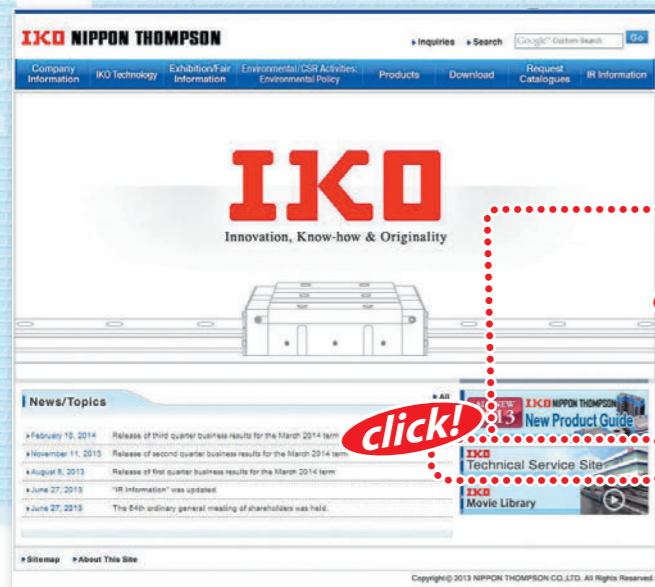 IKO NIPPON THOMPSON
Inquiries Search Google™ Custom Search Go
Company Information IKO Technology Exhibition/Fair Information Environmental/CSR Activities: Environmental Policy Products Download Request Catalogues IR Information
IKO
Innovation, Know-how & Originality
News/Topics
All
February 10, 2014 Release of third quarter business results for the March 2014 term
November 11, 2013 Release of second quarter business results for the March 2014 term
August 8, 2013 Release of first quarter business results for the March 2014 term
June 27, 2013 "IR Information" was updated.
June 27, 2013 The 64th ordinary general meeting of shareholders was held.
click!
13 IKO NIPPON THOMPSON
New Product Guide
IKO
Technical Service Site
IKO
Movie Library
Sitemap About This Site
Copyright© 2013 NIPPON THOMPSON CO.,LTD. All Rights Reserved